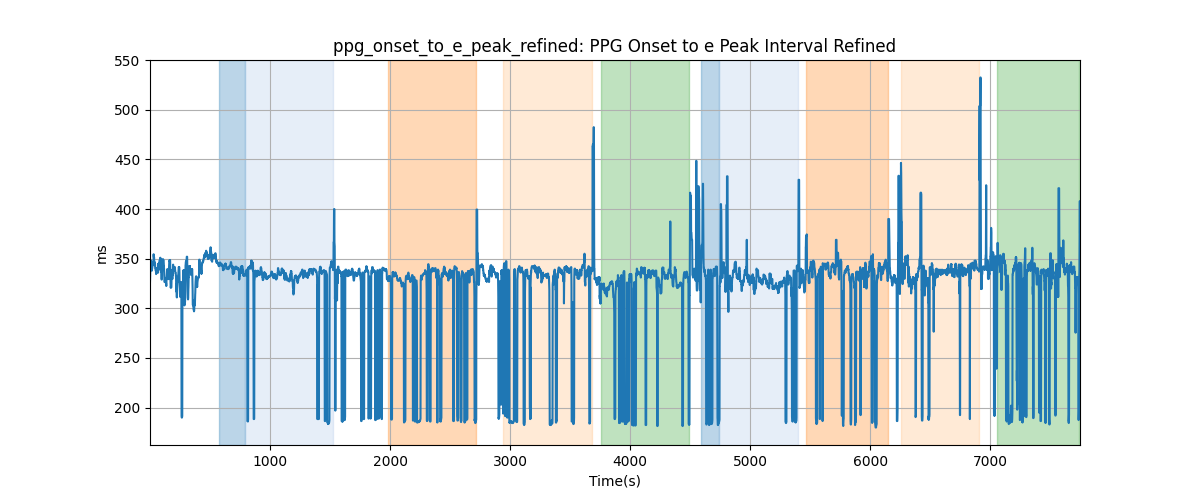 ppg_onset_to_e_peak_refined: PPG Onset to e Peak Interval Refined
550
500
450
400
350
300
250
200
ms
1000 2000 3000 4000 5000 6000 7000
Time(s)